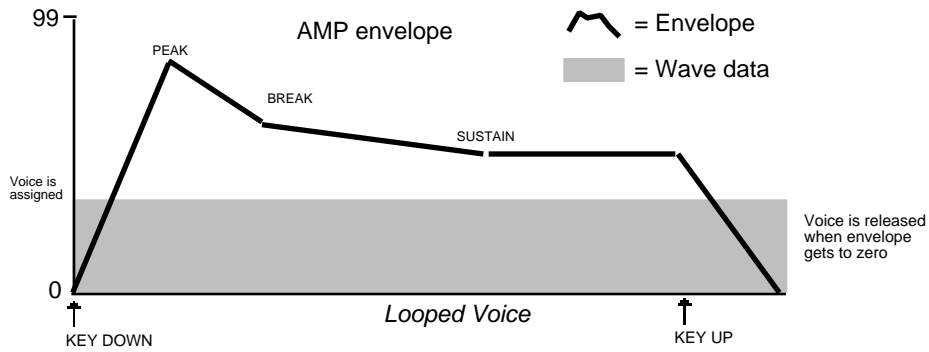 99
AMP envelope
= Envelope
= Wave data
PEAK
BREAK
SUSTAIN
Voice is
assigned
Voice is released
when envelope
gets to zero
0
Looped Voice
KEY DOWN
KEY UP